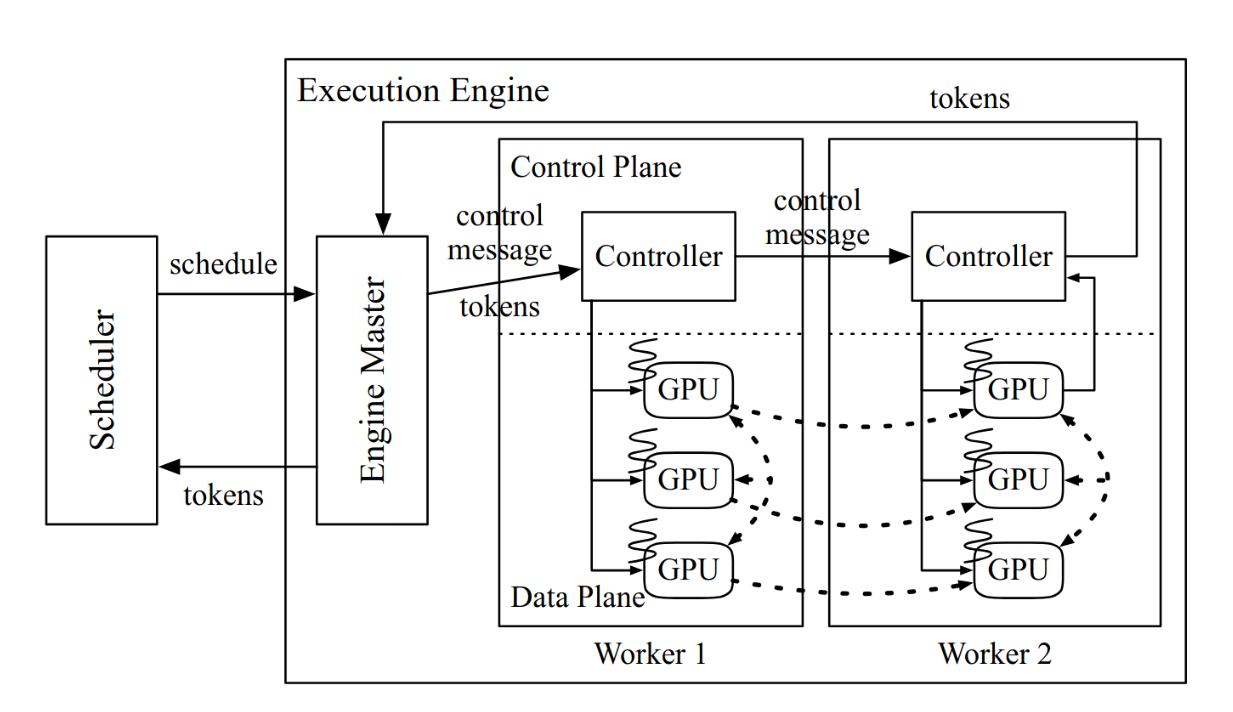 Execution Engine
tokens
Control Plane
control
message
tokens
control
message
Controller
Controller
schedule
Scheduler
Engine Master
tokens
GPU
GPU
GPU
GPU
GPU
GPU
Data Plane
Worker 1
Worker 2